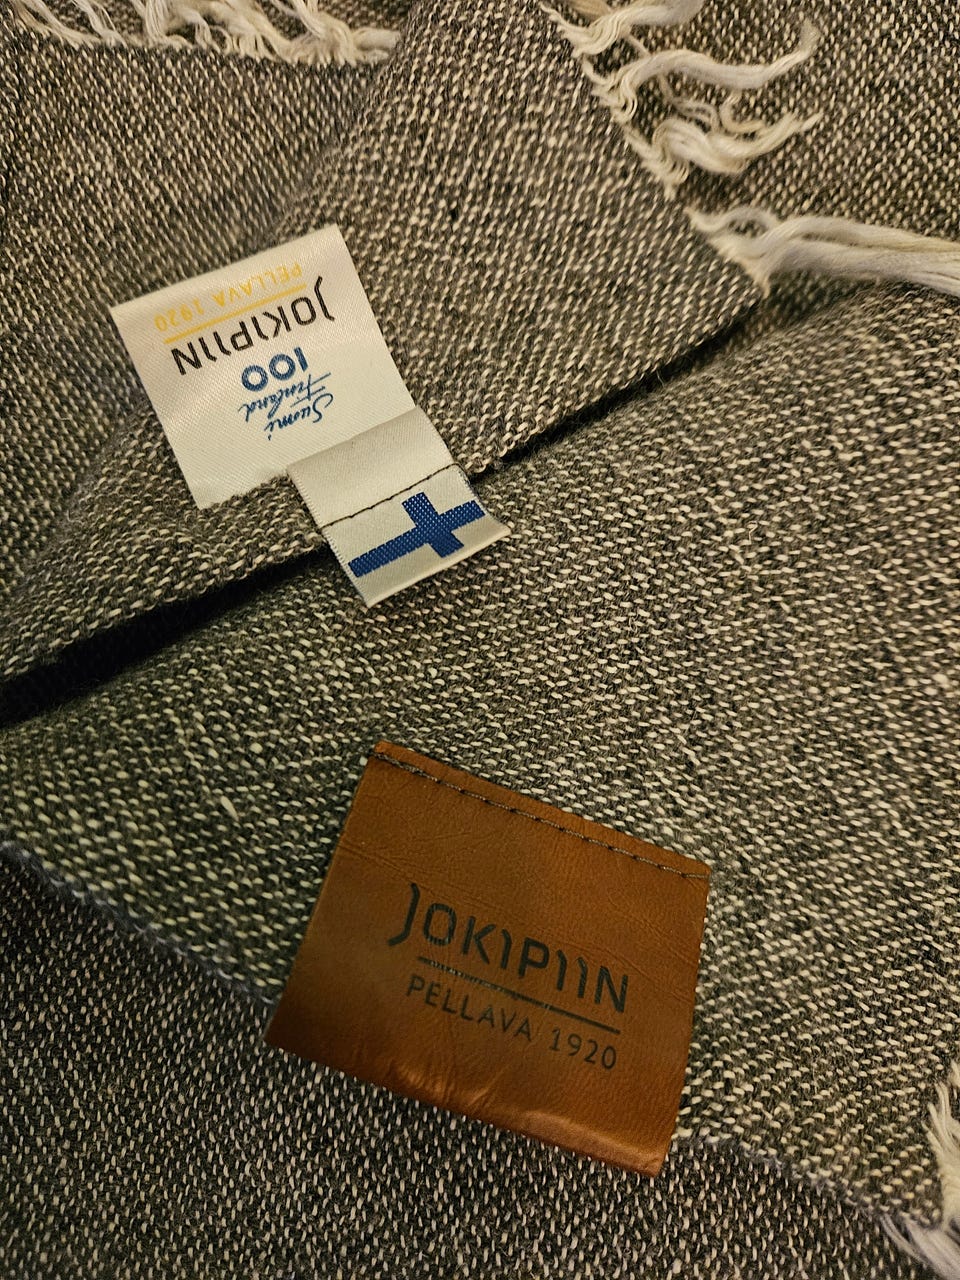 JOKIPIIN
PELLAVA 1920
100
Suomi
Finland
JOKIPIIN
PELLAVA 1920